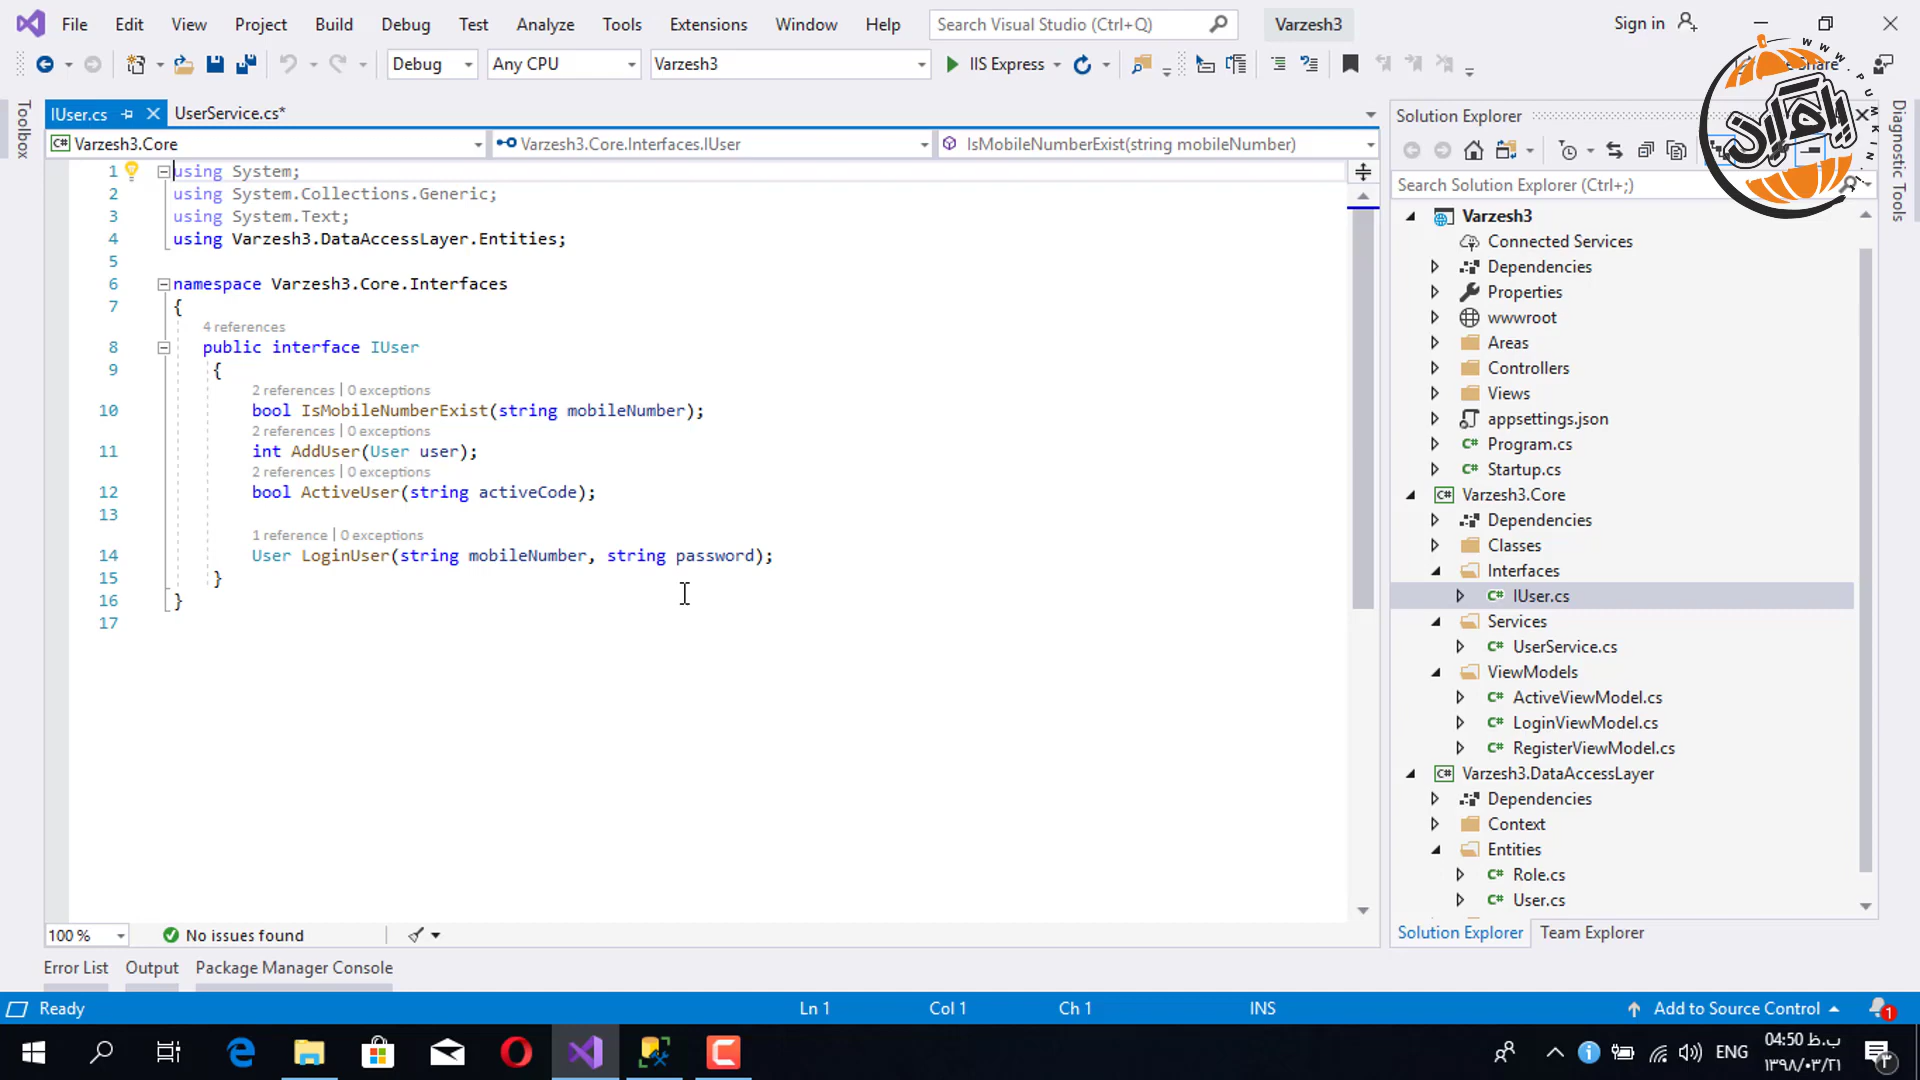 File Edit View Project Build Debug Test Analyze Tools Extensions Window Help Search Visual Studio (Ctrl+Q) Varzesh3 Sign in
Debug Any CPU Varzesh3 IIS Express Share
Toolbox
IUser.cs UserService.cs*
Varzesh3.Core Varzesh3.Core.Interfaces.IUser IsMobileNumberExist(string mobileNumber)
1 using System;
2 using System.Collections.Generic;
3 using System.Text;
4 using Varzesh3.DataAccessLayer.Entities;
5
6 namespace Varzesh3.Core.Interfaces
7 {
4 references
8 public interface IUser
9 {
2 references | 0 exceptions
10 bool IsMobileNumberExist(string mobileNumber);
2 references | 0 exceptions
11 int AddUser(User user);
2 references | 0 exceptions
12 bool ActiveUser(string activeCode);
13
1 reference | 0 exceptions
14 User LoginUser(string mobileNumber, string password);
15 }
16 }
17
100 % No issues found
Error List Output Package Manager Console
Solution Explorer
Search Solution Explorer (Ctrl+;)
Varzesh3
Connected Services
Dependencies
Properties
wwwroot
Areas
Controllers
Views
appsettings.json
Program.cs
Startup.cs
Varzesh3.Core
Dependencies
Classes
Interfaces
IUser.cs
Services
UserService.cs
ViewModels
ActiveViewModel.cs
LoginViewModel.cs
RegisterViewModel.cs
Varzesh3.DataAccessLayer
Dependencies
Context
Entities
Role.cs
User.cs
Solution Explorer Team Explorer
Diagnostic Tools
Ready Ln 1 Col 1 Ch 1 INS Add to Source Control 1
ENG 04:50 ب.ظ
۱۳۹۸/۰۳/۲۱
۳